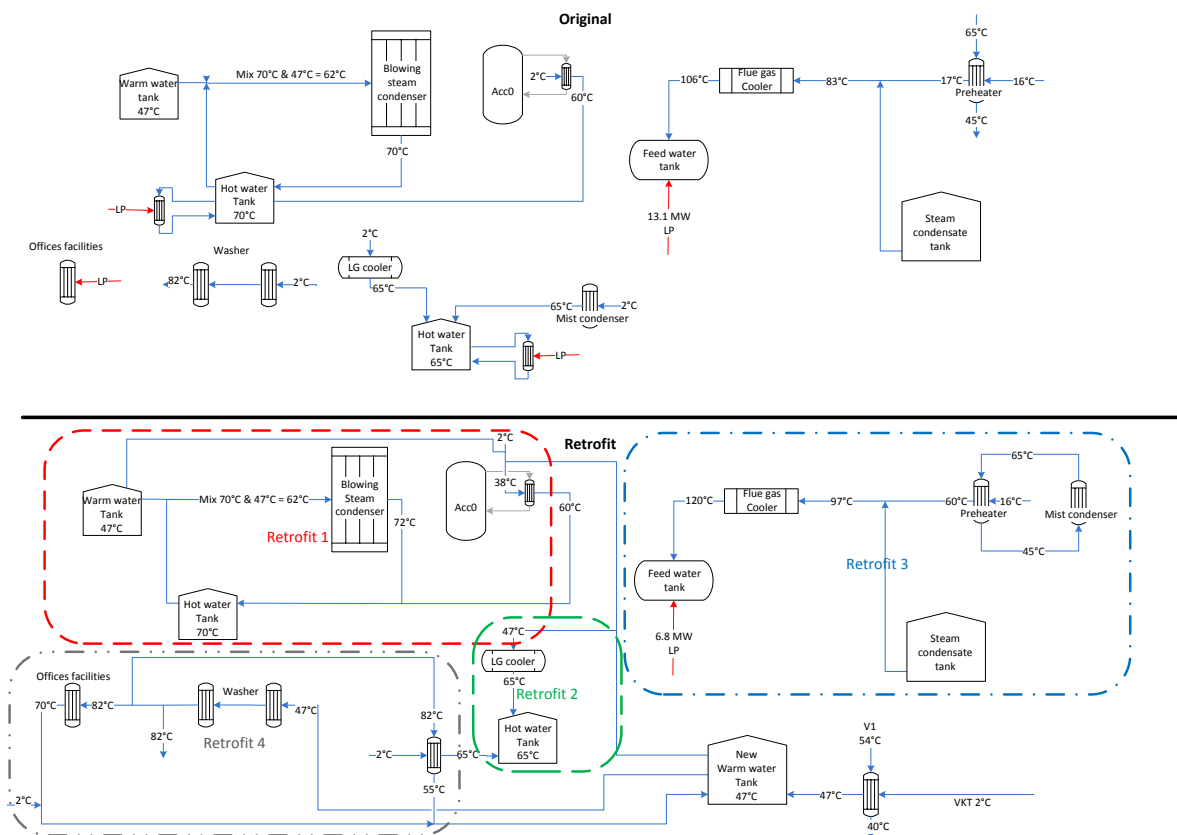 Original
65°C
Warm water
tank
47°C
Mix 70°C & 47°C = 62°C
Blowing
steam
condenser
Acc0
2°C
60°C
106°C
Flue gas
Cooler
83°C
17°C
16°C
Preheater
45°C
70°C
Feed water
tank
Hot water
Tank
70°C
LP
13.1 MW
LP
Steam
condensate
tank
Offices facilities
LP
Washer
82°C
2°C
2°C
LG cooler
65°C
65°C
2°C
Mist condenser
Hot water
Tank
65°C
LP
Retrofit
2°C
Warm water
Tank
47°C
Mix 70°C & 47°C = 62°C
Blowing
Steam
condenser
72°C
Retrofit 1
Acc0
38°C
60°C
Hot water
Tank
70°C
65°C
120°C
Flue gas
Cooler
97°C
60°C
16°C
Preheater
Mist condenser
45°C
Retrofit 3
Feed water
tank
6.8 MW
LP
Steam
condensate
tank
47°C
LG cooler
65°C
Retrofit 2
Hot water
Tank
65°C
Offices facilities
70°C
82°C
Washer
47°C
82°C
Retrofit 4
82°C
2°C
65°C
55°C
2°C
New
Warm water
Tank
47°C
V1
54°C
47°C
VKT 2°C
40°C